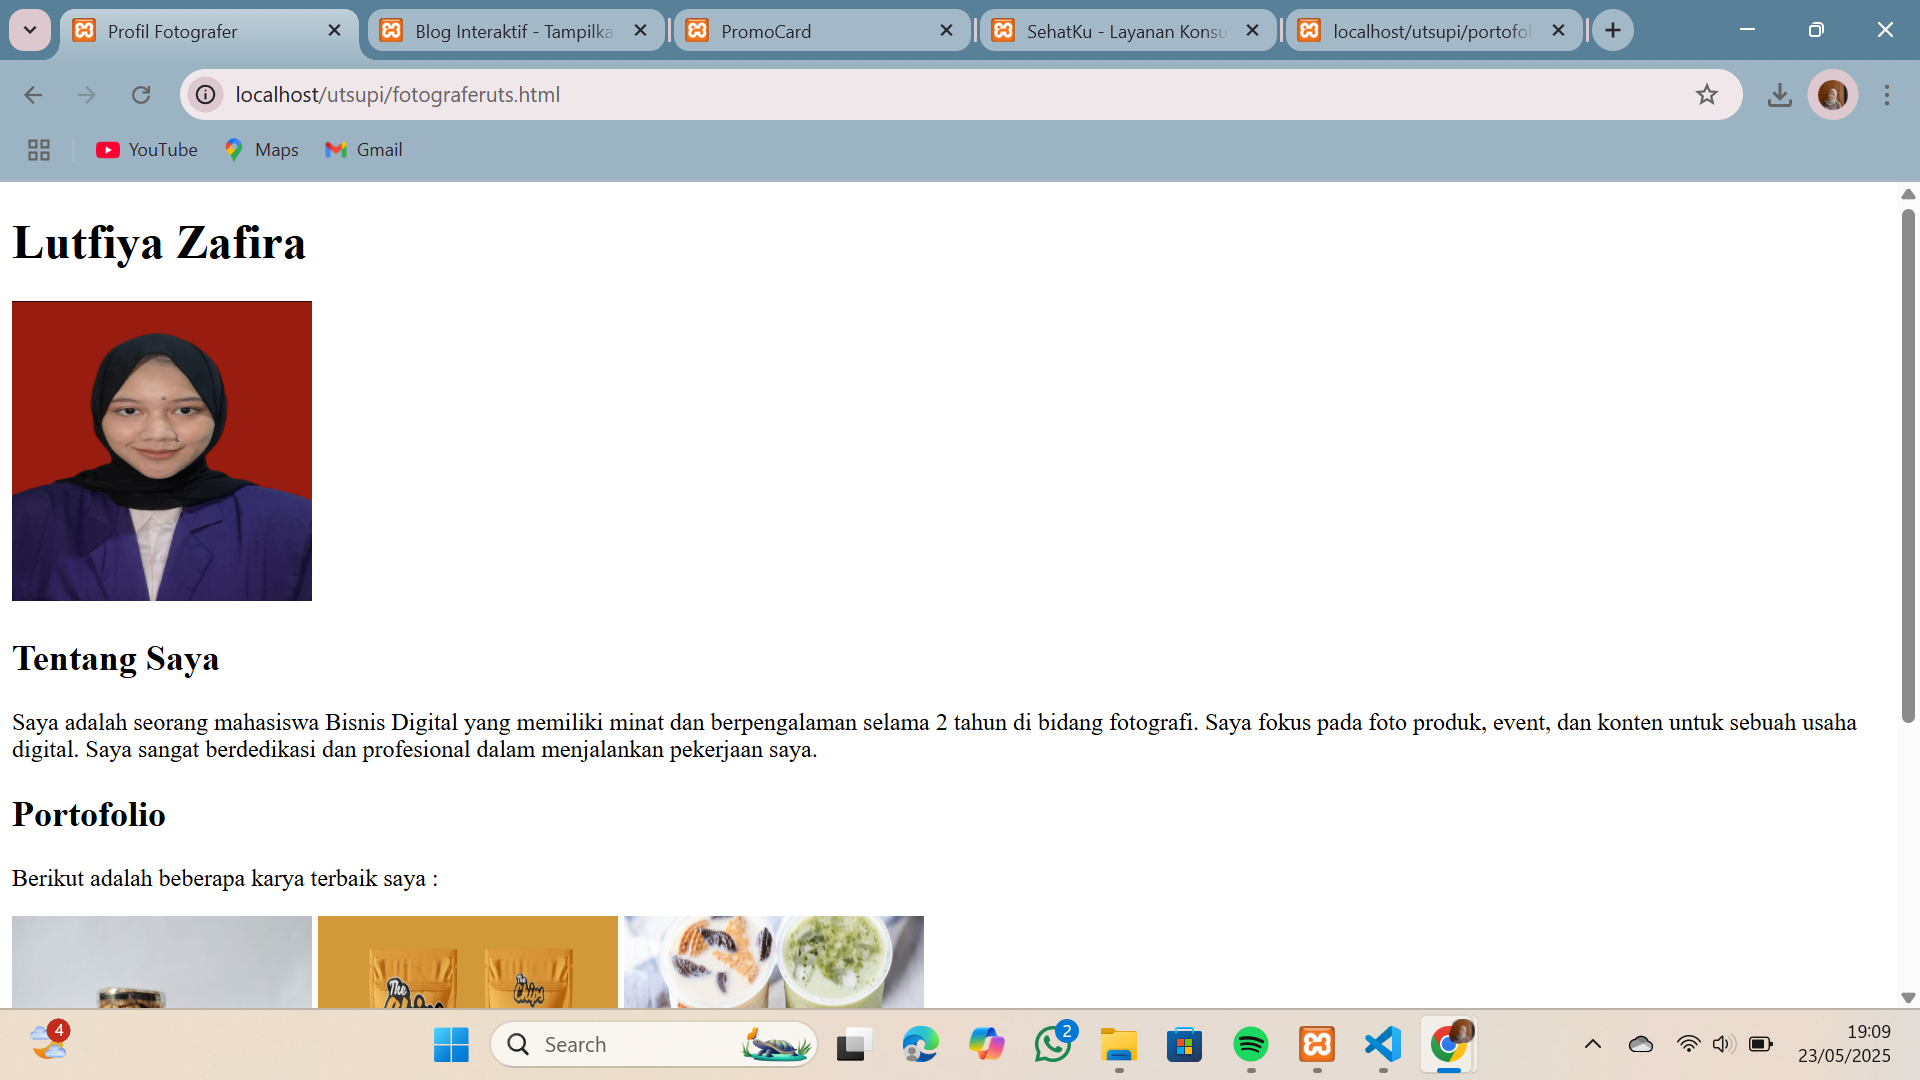 Profil Fotografer
Blog Interaktif - Tampilka
PromoCard
SehatKu - Layanan Konsu
localhost/utsupi/portofol
localhost/utsupi/fotograferuts.html
YouTube
Maps
Gmail
Lutfiya Zafira
Tentang Saya
Saya adalah seorang mahasiswa Bisnis Digital yang memiliki minat dan berpengalaman selama 2 tahun di bidang fotografi. Saya fokus pada foto produk, event, dan konten untuk sebuah usaha
digital. Saya sangat berdedikasi dan profesional dalam menjalankan pekerjaan saya.
Portofolio
Berikut adalah beberapa karya terbaik saya :
The
The
Chips
4
Search
2
19:09
23/05/2025